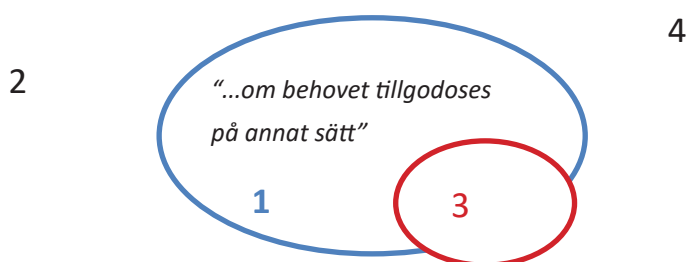 4
2
“...om behovet tillgodoses
på annat sätt”
1 3